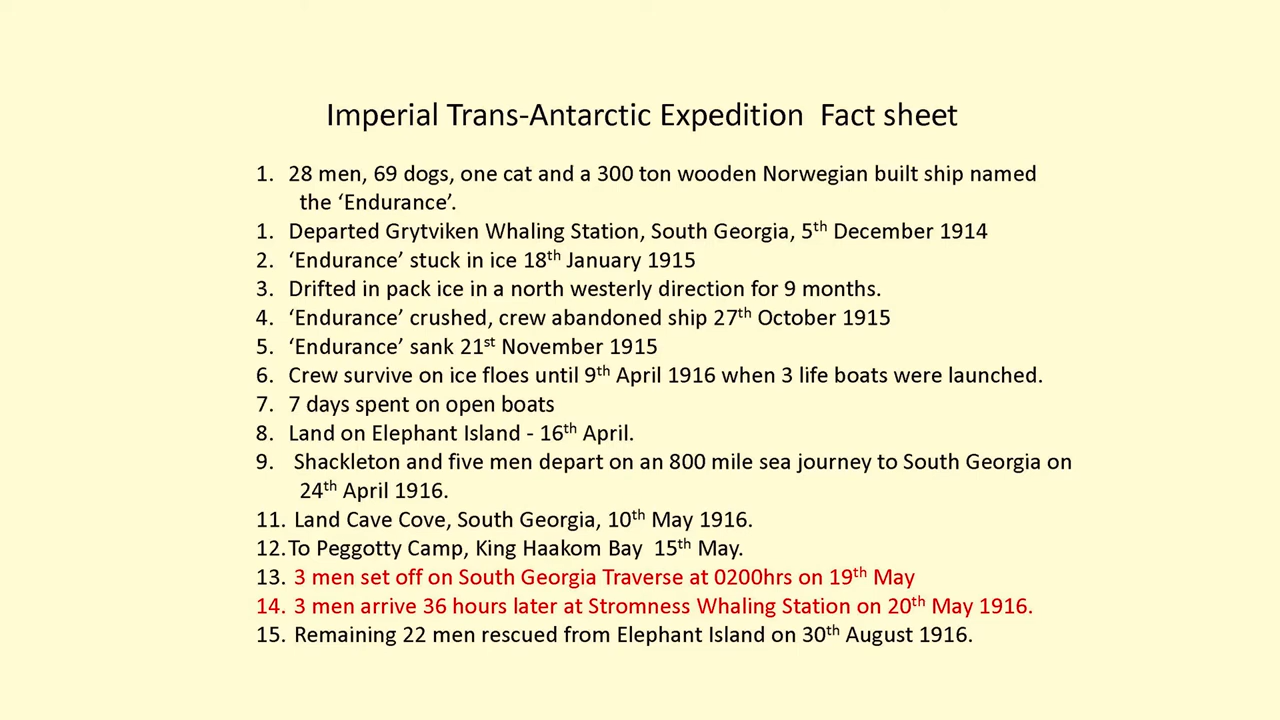 Imperial Trans-Antarctic Expedition  Fact sheet
1. 28 men, 69 dogs, one cat and a 300 ton wooden Norwegian built ship named
the ‘Endurance’.
1. Departed Grytviken Whaling Station, South Georgia, 5th December 1914
2. ‘Endurance’ stuck in ice 18th January 1915
3. Drifted in pack ice in a north westerly direction for 9 months.
4. ‘Endurance’ crushed, crew abandoned ship 27th October 1915
5. ‘Endurance’ sank 21st November 1915
6. Crew survive on ice floes until 9th April 1916 when 3 life boats were launched.
7. 7 days spent on open boats
8. Land on Elephant Island - 16th April.
9. Shackleton and five men depart on an 800 mile sea journey to South Georgia on
24th April 1916.
11. Land Cave Cove, South Georgia, 10th May 1916.
12. To Peggotty Camp, King Haakom Bay  15th May.
13. 3 men set off on South Georgia Traverse at 0200hrs on 19th May
14. 3 men arrive 36 hours later at Stromness Whaling Station on 20th May 1916.
15. Remaining 22 men rescued from Elephant Island on 30th August 1916.